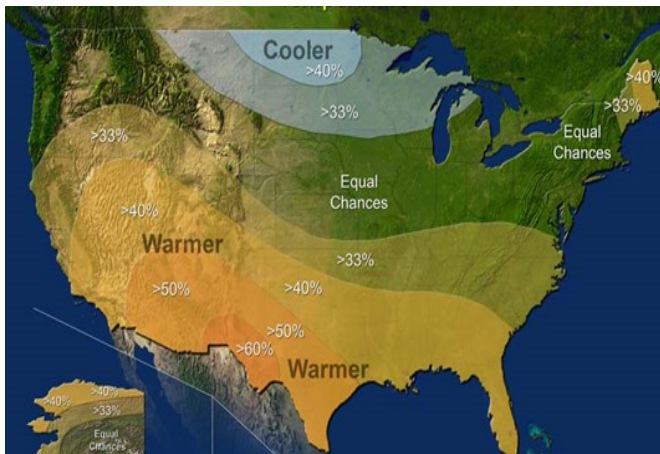 Cooler
>40%
>33%
>40%
>33%
Equal
Chances
>33%
Equal
Chances
>40%
Warmer
>33%
>50%
>40%
>50%
>60%
Warmer
>40%
>40%
>33%
Equal
Chances